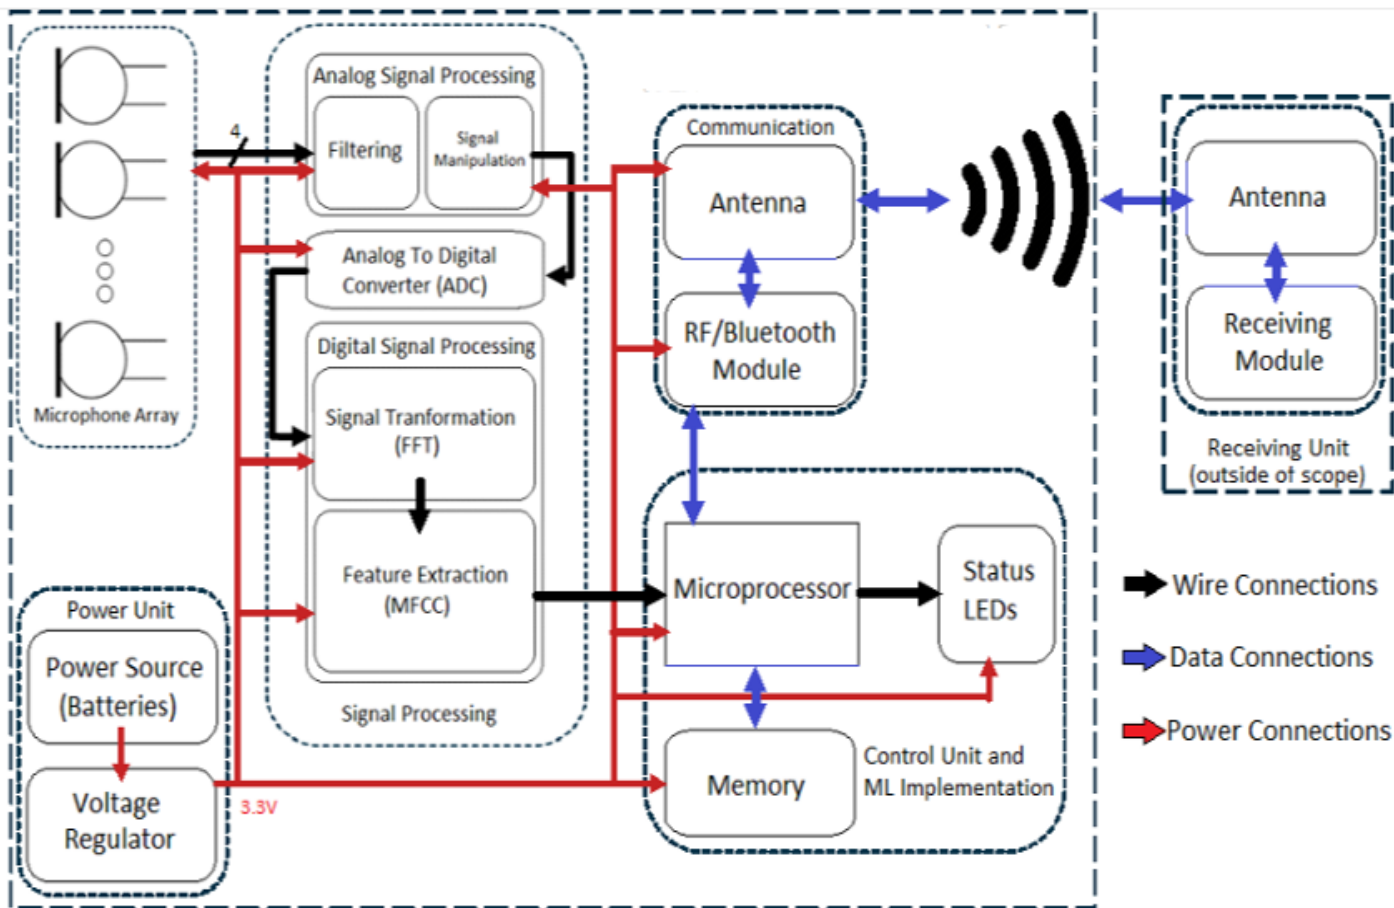 Microphone Array
4
Analog Signal Processing
Filtering
Signal
Manipulation
Analog To Digital
Converter (ADC)
Digital Signal Processing
Signal Tranformation
(FFT)
Feature Extraction
(MFCC)
Signal Processing
Power Unit
Power Source
(Batteries)
Voltage
Regulator
3.3V
Communication
Antenna
RF/Bluetooth
Module
Microprocessor
Status
LEDs
Memory
Control Unit and
ML Implementation
Antenna
Receiving
Module
Receiving Unit
(outside of scope)
Wire Connections
Data Connections
Power Connections